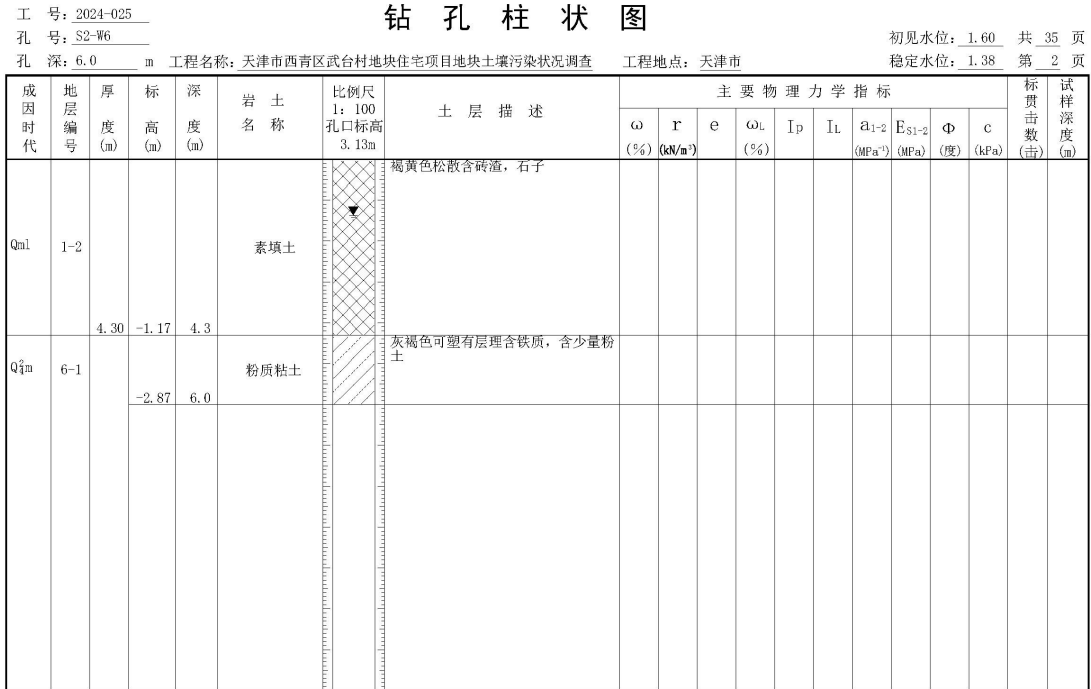 钻孔柱状图
工 号: 2024-025
孔 号: S2-W6 初见水位: 1.60 共 35 页
孔 深: 6.0 m 工程名称: 天津市西青区武台村地块住宅项目地块土壤污染状况调查 工程地点: 天津市 稳定水位: 1.38 第 2 页
成因时代 地层编号 厚度(m) 标高(m) 深度(m) 岩土名称 比例尺 1: 100 孔口标高 3.13m 土层描述 主要物理力学指标 标贯击数(击) 试样深度(m)
ω(%) r(kN/m³) e ωL(%) Ip IL a1-2(MPa⁻¹) ES1-2(MPa) Φ(度) c(kPa)
褐黄色松散含砖渣，石子
Qml 1-2 素填土
4.30 -1.17 4.3
灰褐色可塑有层理含铁质，含少量粉
土
Q₄²m 6-1 粉质粘土
-2.87 6.0